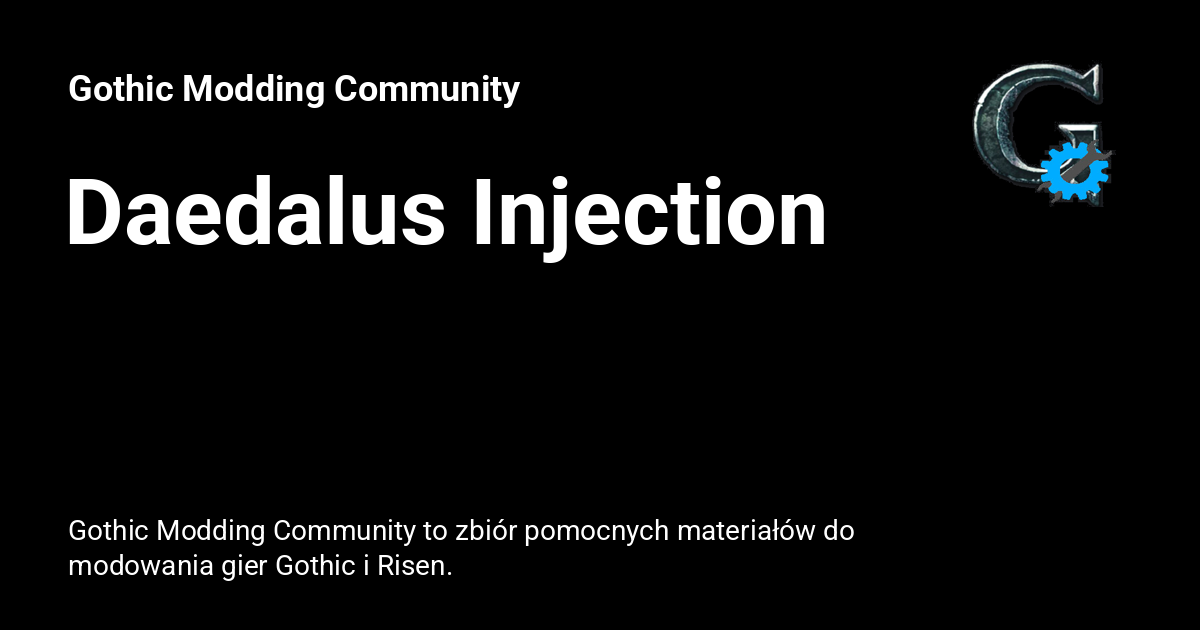 Gothic Modding Community
Daedalus Injection
Gothic Modding Community to zbiór pomocnych materiałów do
modowania gier Gothic i Risen.